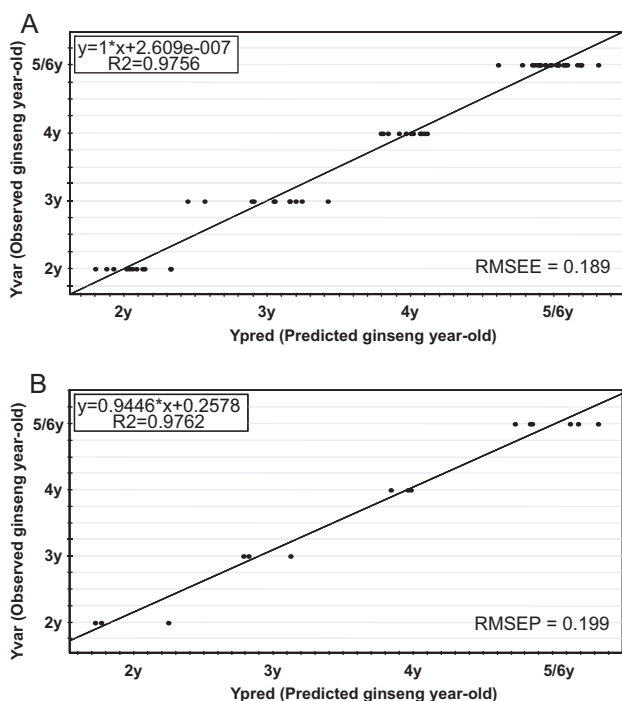 A
y=1*x+2.609e-007
R2=0.9756
5/6y
4y
3y
2y
Yvar (Observed ginseng year-old)
RMSEE = 0.189
2y 3y 4y 5/6y
Ypred (Predicted ginseng year-old)
B
y=0.9446*x+0.2578
R2=0.9762
5/6y
4y
3y
2y
Yvar (Observed ginseng year-old)
RMSEP = 0.199
2y 3y 4y 5/6y
Ypred (Predicted ginseng year-old)